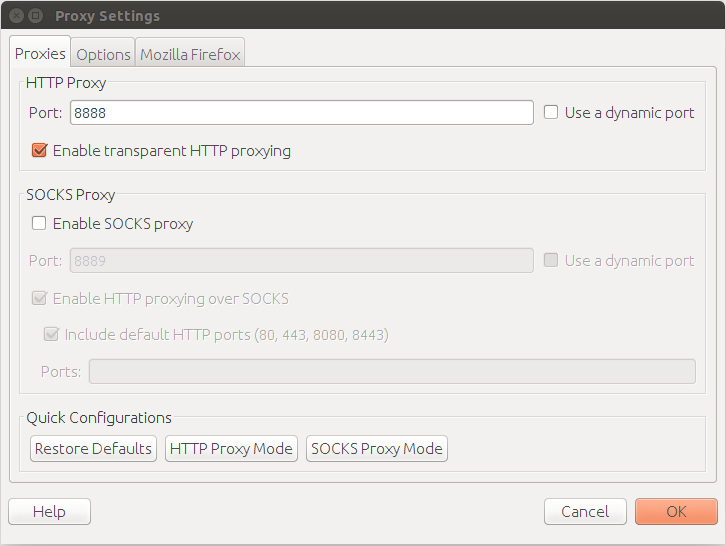 Proxy Settings
Proxies Options Mozilla Firefox
HTTP Proxy
Port: 8888 Use a dynamic port
Enable transparent HTTP proxying
SOCKS Proxy
Enable SOCKS proxy
Port: 8889 Use a dynamic port
Enable HTTP proxying over SOCKS
Include default HTTP ports (80, 443, 8080, 8443)
Ports:
Quick Configurations
Restore Defaults HTTP Proxy Mode SOCKS Proxy Mode
Help Cancel OK